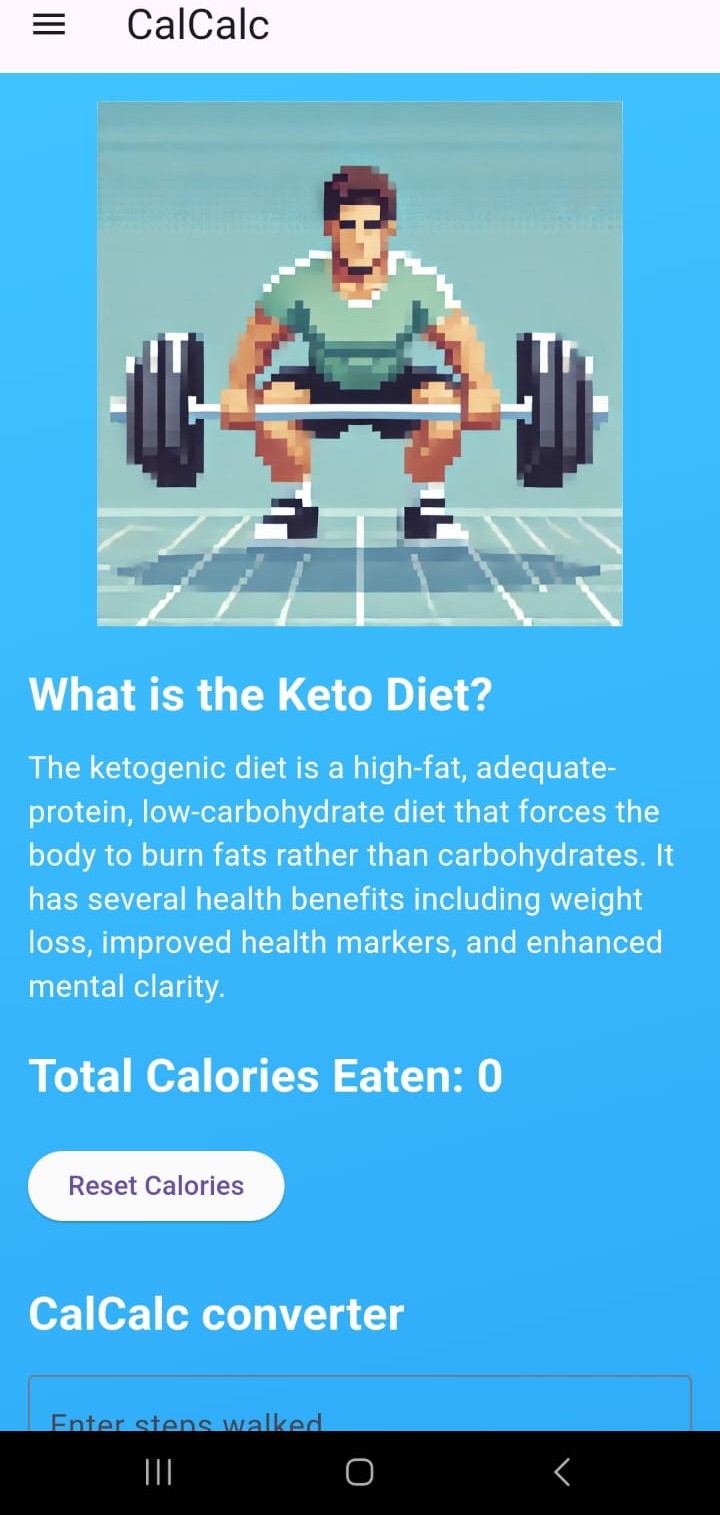 CalCalc
What is the Keto Diet?
The ketogenic diet is a high-fat, adequate-
protein, low-carbohydrate diet that forces the
body to burn fats rather than carbohydrates. It
has several health benefits including weight
loss, improved health markers, and enhanced
mental clarity.
Total Calories Eaten: 0
Reset Calories
CalCalc converter
Enter steps walked